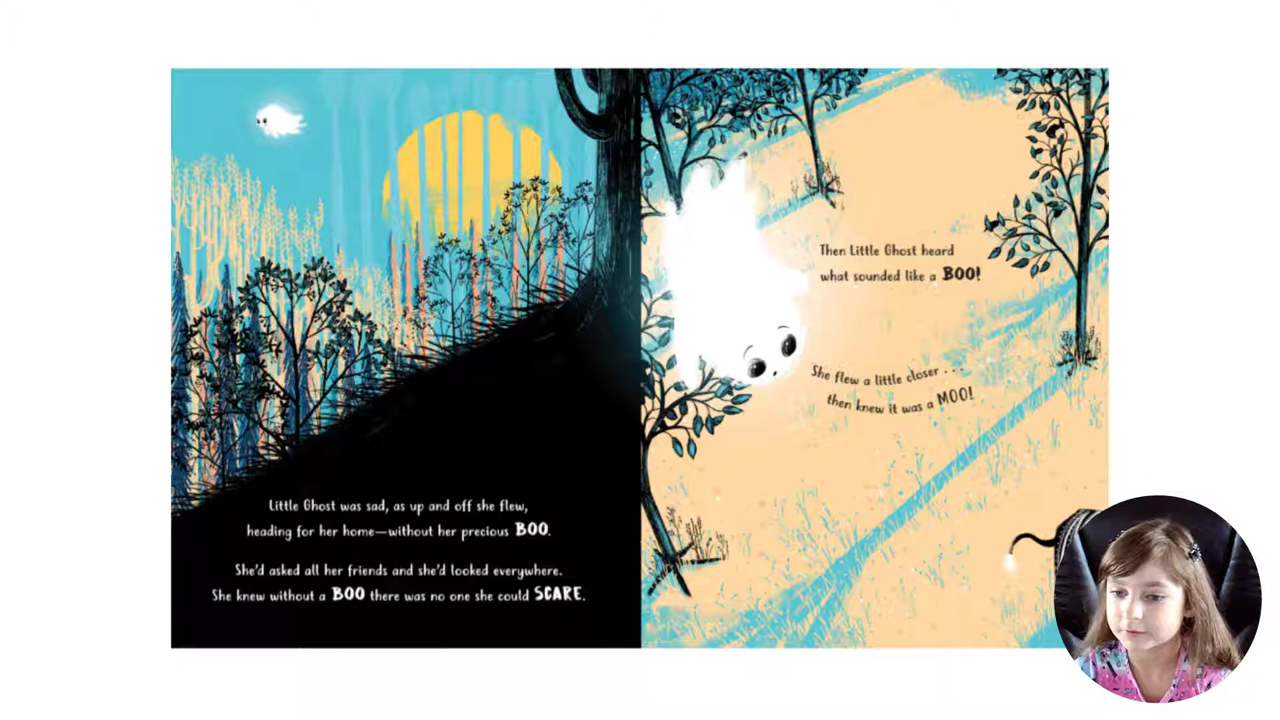 Little Ghost was sad, as up and off she flew,
heading for her home—without her precious BOO.
She'd asked all her friends and she'd looked everywhere.
She knew without a BOO there was no one she could SCARE.
Then Little Ghost heard
what sounded like a BOO!
She flew a little closer . . .
then knew it was a MOO!